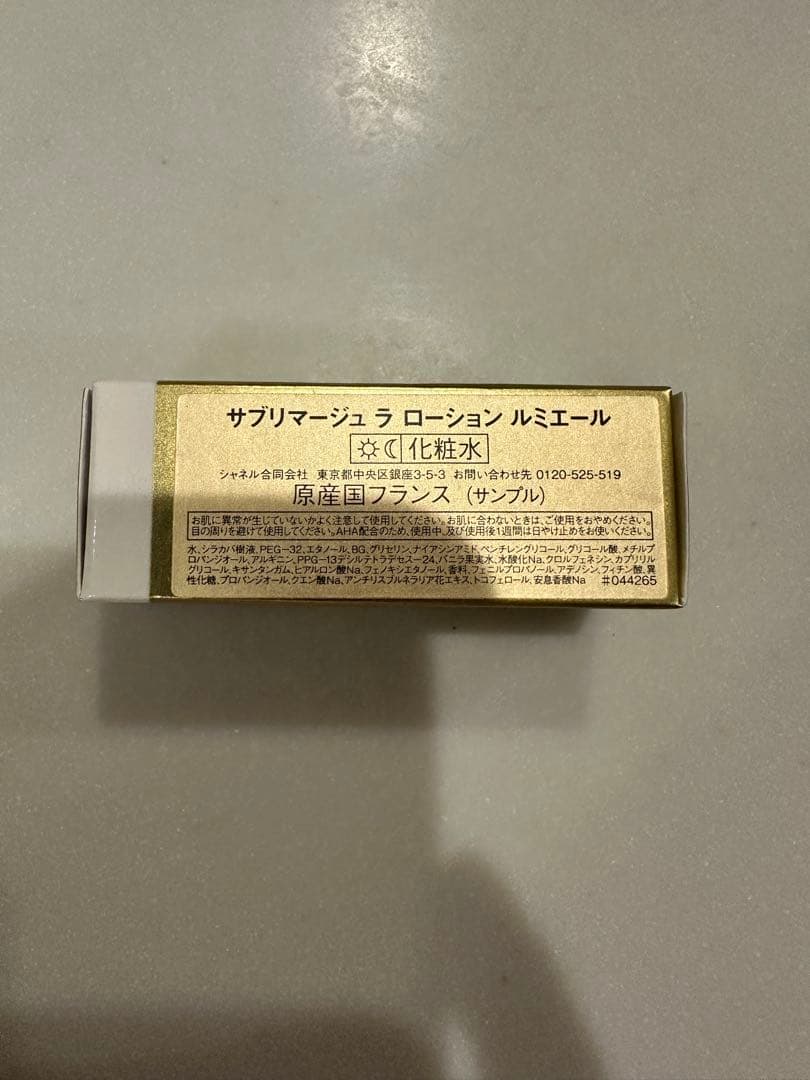 サブリマージュ ラ ローション ルミエール
化粧水
シャネル合同会社 東京都中央区銀座3-5-3 お問い合わせ先 0120-525-519
原産国フランス (サンプル)
お肌に異常が生じていないかよく注意して使用してください。お肌に合わないときは、ご使用をおやめください。
目の周りを避けて使用してください。AHA配合のため、使用中、及び使用後1週間は日やけ止めをお使いください。
水、シラカバ樹液、PEG-32、エタノール、BG、グリセリン、ナイアシンアミド、ペンチレングリコール、グリコール酸、メチルプ
ロパンジオール、アルギニン、PPG-13デシルテトラデセス-24、バニラ果実水、水酸化Na、クロルフェネシン、カプリリル
グリコール、キサンタンガム、ヒアルロン酸Na、フェノキシエタノール、香料、フェニルプロパノール、アデノシン、フィチン酸、異
性化糖、プロパンジオール、クエン酸Na、アンチリスブルネラリア花エキス、トコフェロール、安息香酸Na #044265